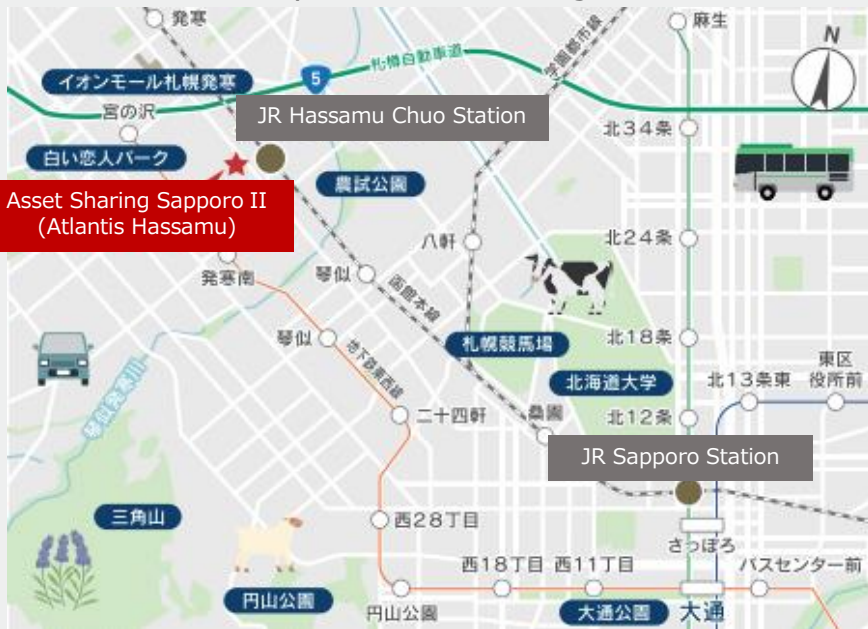 発寒
麻生
N
イオンモール札幌発寒
5
札樽自動車道
学園都市線
宮の沢
JR Hassamu Chuo Station
北34条
白い恋人パーク
農試公園
Asset Sharing Sapporo II
(Atlantis Hassamu)
八軒
北24条
発寒南
琴似
函館本線
琴似
地下鉄東西線
札幌競馬場
北18条
東区
役所前
北海道大学
北13条東
琴似発寒川
二十四軒
桑園
北12条
JR Sapporo Station
三角山
西28丁目
さっぽろ
西18丁目
西11丁目
バスセンター前
円山公園
円山公園
大通公園
大通